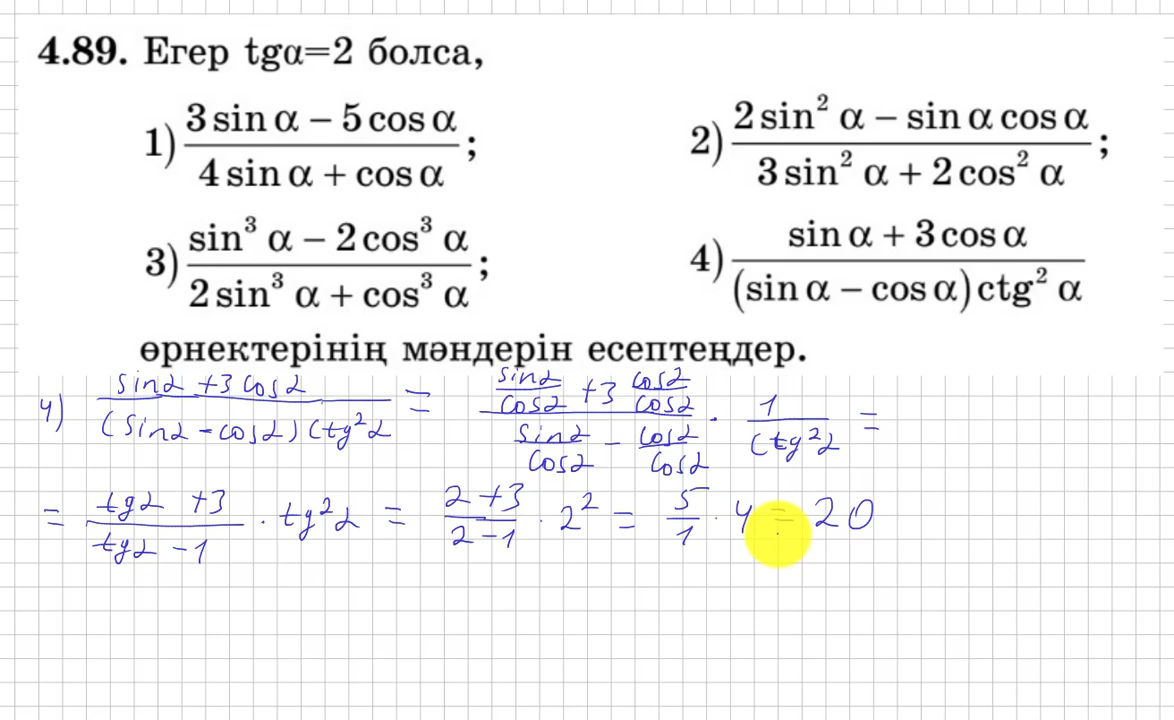 4.89. Егер tgα=2 болса,
1) (3 sin α − 5 cos α)/(4 sin α + cos α);
2) (2 sin² α − sin α cos α)/(3 sin² α + 2 cos² α);
3) (sin³ α − 2 cos³ α)/(2 sin³ α + cos³ α);
4) (sin α + 3 cos α)/((sin α − cos α) ctg² α)
өрнектерінің мәндерін есептеңдер.
4) (sinα + 3 cosα)/((sinα − cosα) ctg²α) = (sinα/cosα + 3 cosα/cosα)/(sinα/cosα − cosα/cosα) · 1/(ctg²α) =
= (tgα + 3)/(tgα − 1) · tg²α = (2 + 3)/(2 − 1) · 2² = 5/1 · 4 = 20